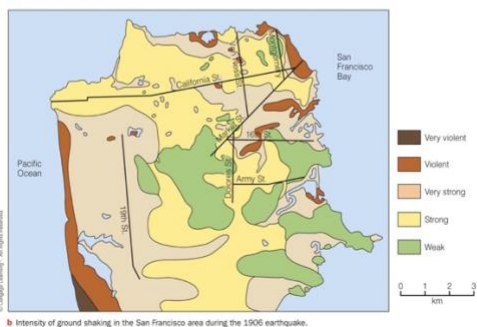 San
Francisco
Bay
California St.
16th St.
Dolores St.
Army St
19th St.
Pacific
Ocean
Very violent
Violent
Very strong
Strong
Weak
0 1 2 3
km
b Intensity of ground shaking in the San Francisco area during the 1906 earthquake.